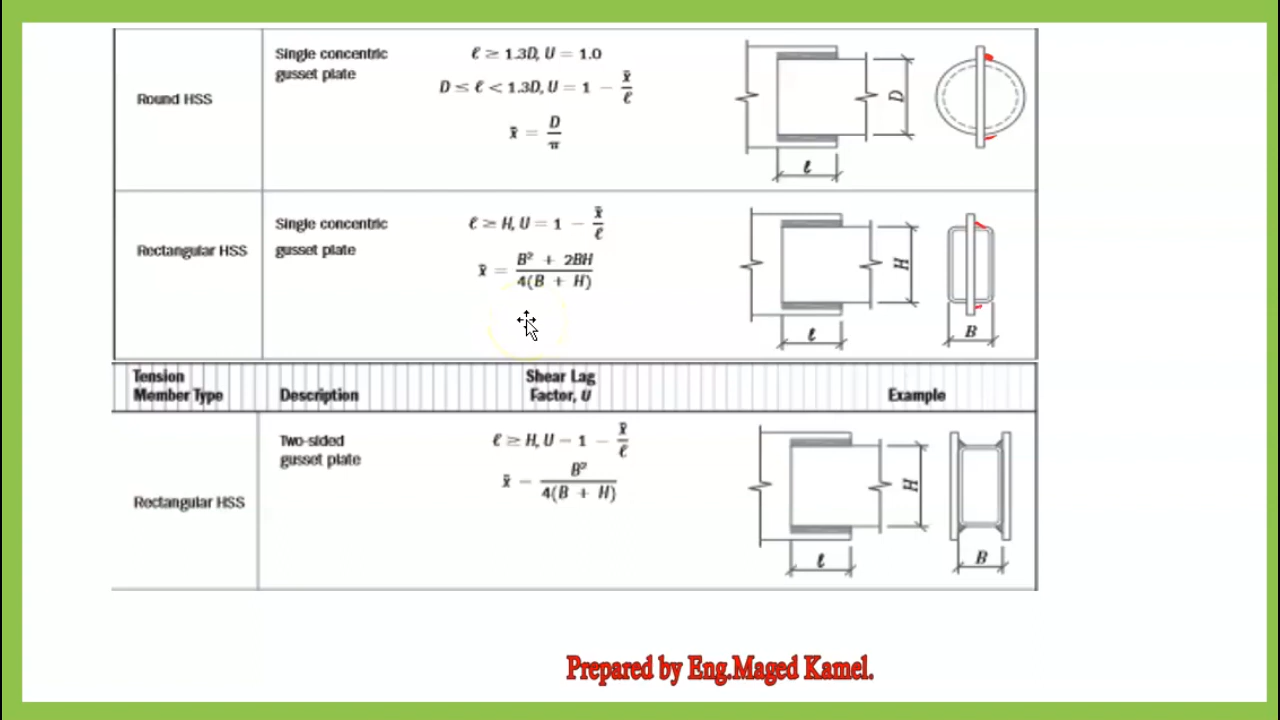 Round HSS
Single concentric
gusset plate
ℓ ≥ 1.3D, U = 1.0
D ≤ ℓ < 1.3D, U = 1 − x̄/ℓ
x̄ = D/π
D
ℓ
Rectangular HSS
Single concentric
gusset plate
ℓ ≥ H, U = 1 − x̄/ℓ
x̄ = B² + 2BH/4(B + H)
H
ℓ
B
Tension
Member Type
Description
Shear Lag
Factor, U
Example
Rectangular HSS
Two-sided
gusset plate
ℓ ≥ H, U − 1 − x̄/ℓ
x̄ − B²/4(B + H)
H
ℓ
B
Prepared by Eng.Maged Kamel.